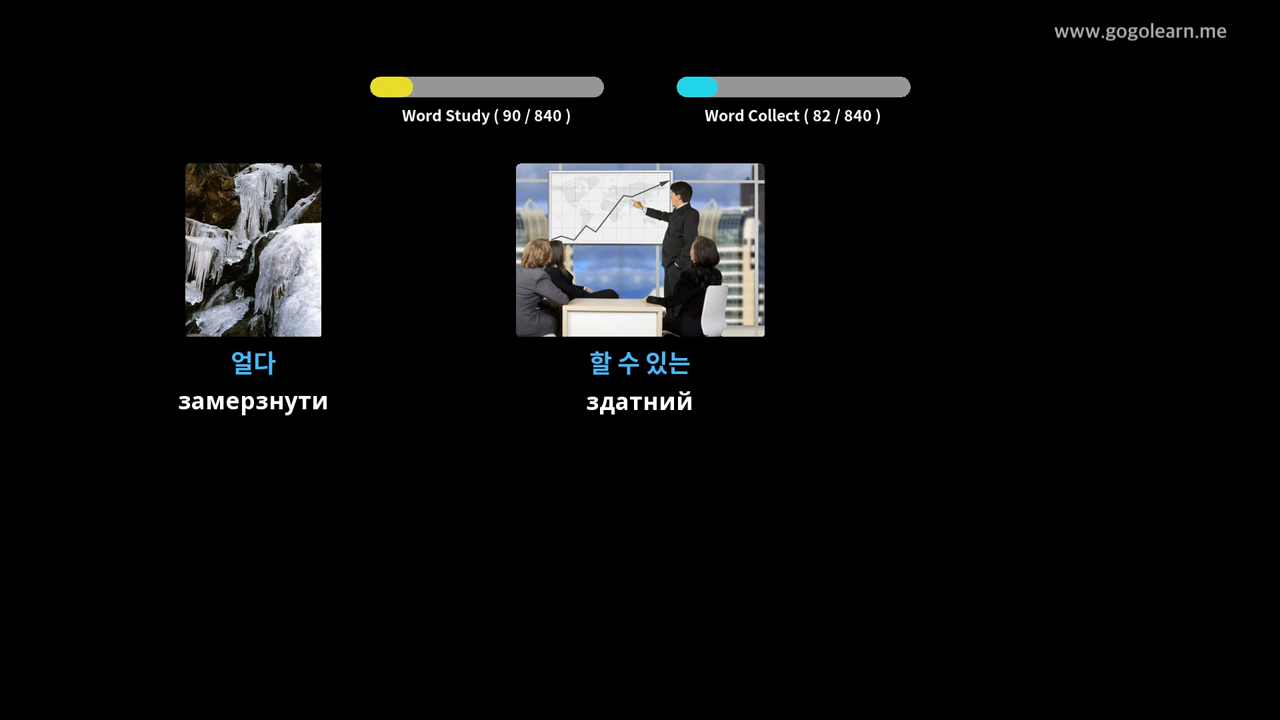 www.gogolearn.me
Word Study ( 90 / 840 )
Word Collect ( 82 / 840 )
얼다
замерзнути
할 수 있는
здатний